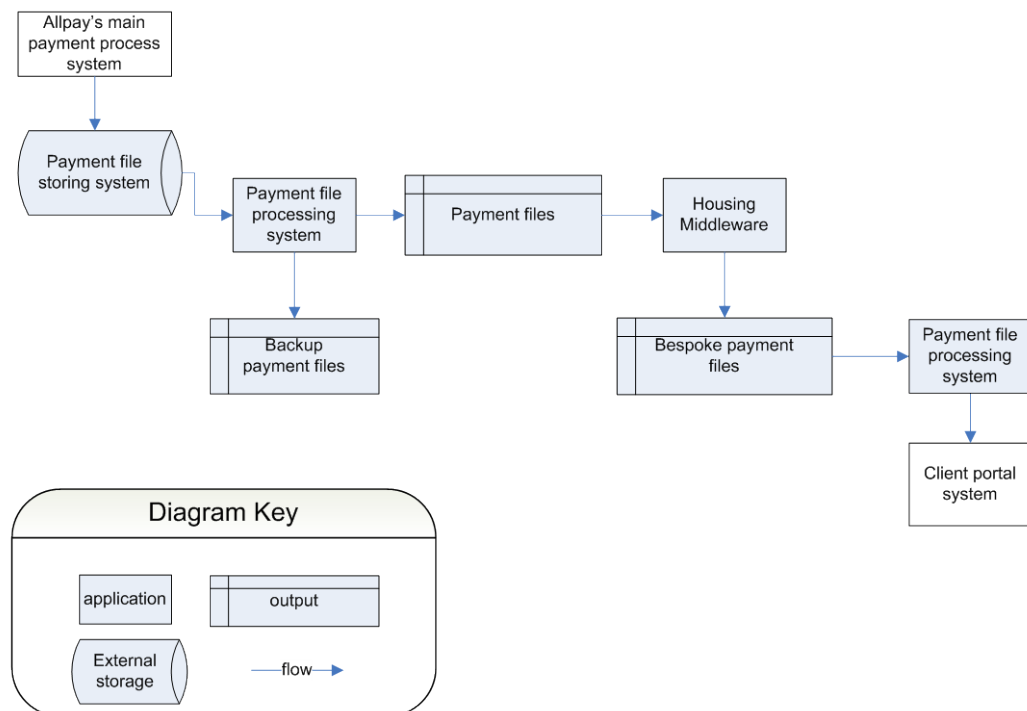 Allpay's main
payment process
system
Payment file
storing system
Payment file
processing
system
Payment files
Housing
Middleware
Backup
payment files
Bespoke payment
files
Payment file
processing
system
Client portal
system
Diagram Key
application
output
External
storage
flow